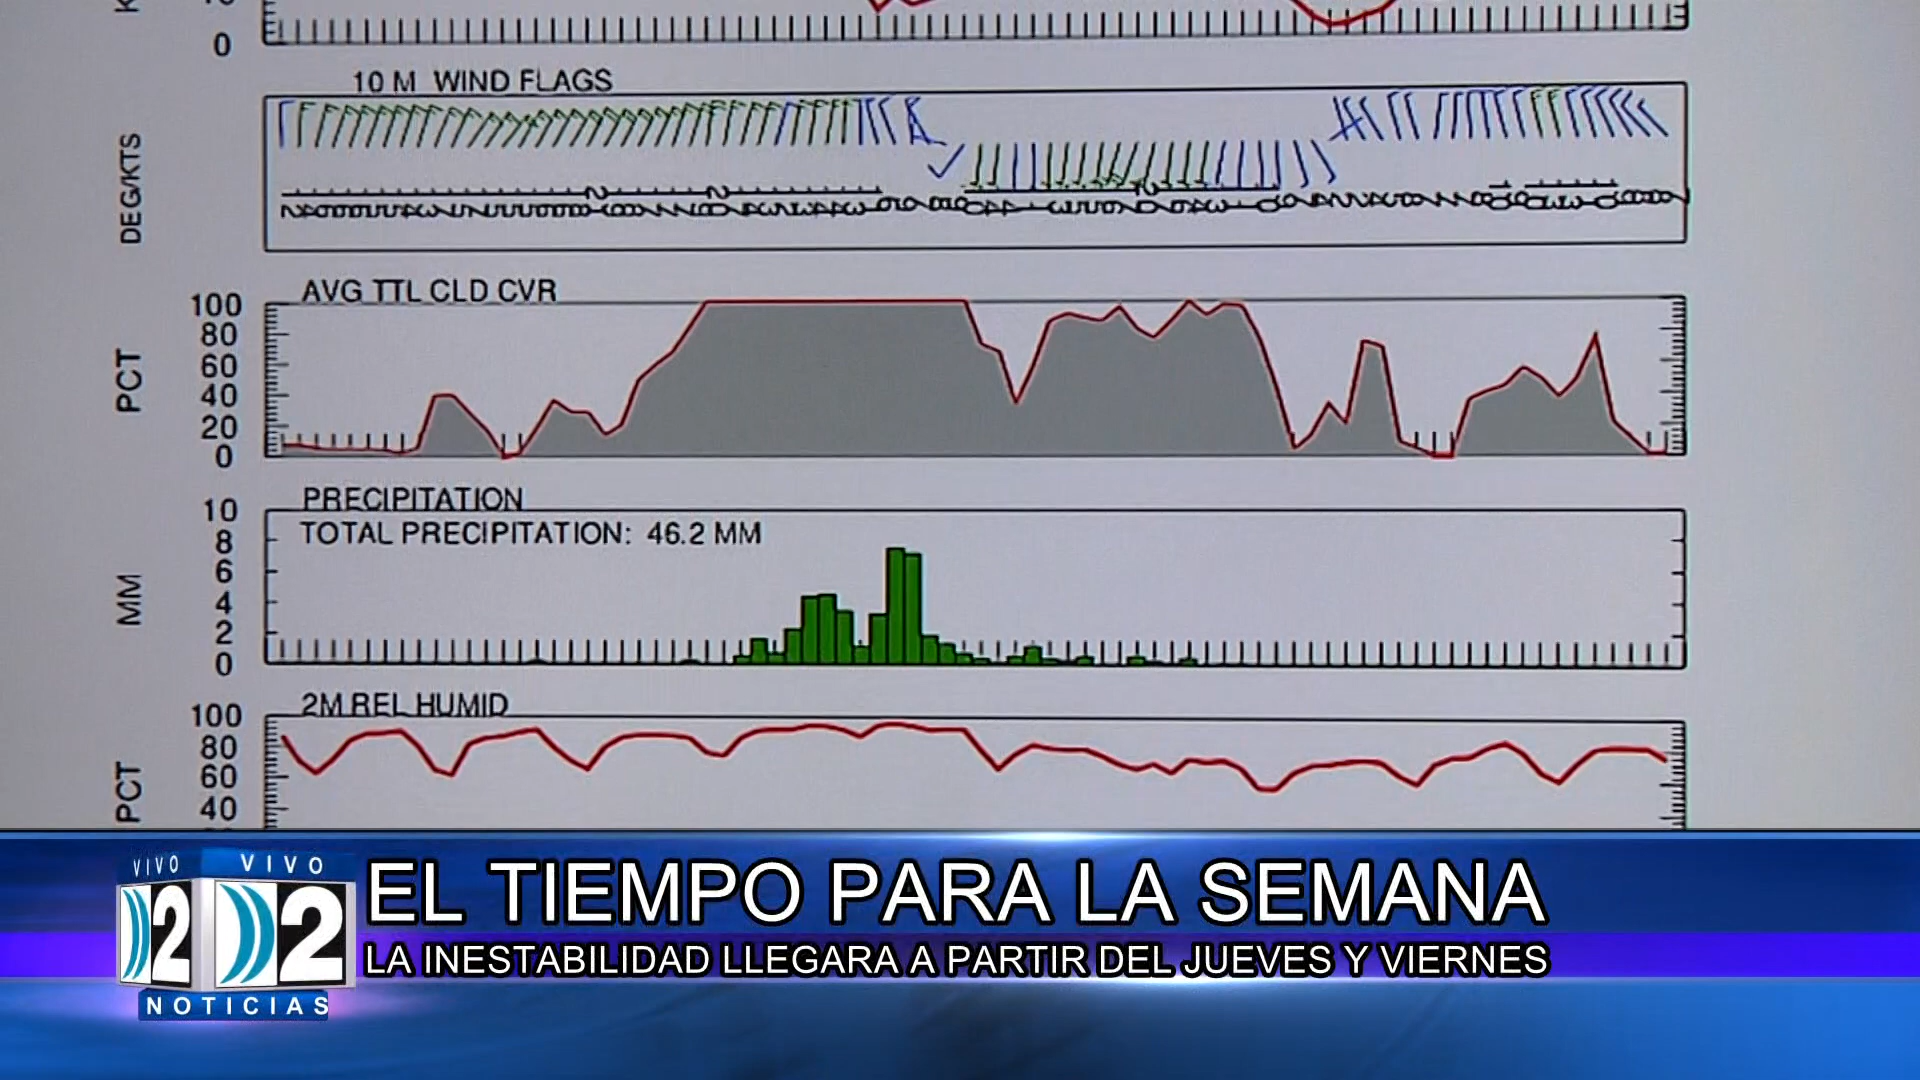 0
10 M WIND FLAGS
DEG/KTS
AVG TTL CLD CVR
100
80
60
40
20
0
PCT
PRECIPITATION
TOTAL PRECIPITATION: 46.2 MM
10
8
6
4
2
0
MM
2M REL HUMID
100
80
60
40
PCT
VIVO VIVO
2 2
NOTICIAS
EL TIEMPO PARA LA SEMANA
LA INESTABILIDAD LLEGARA A PARTIR DEL JUEVES Y VIERNES